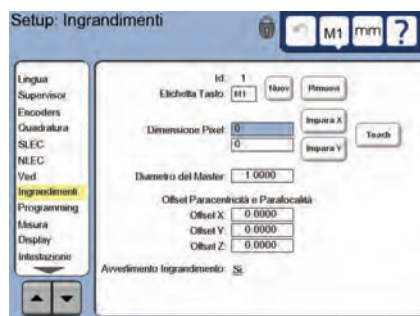 Setup: Ingrandimenti
M1 mm ?
Lingua
Supervisor
Encoders
Quadratura
SLEC
NLEC
Ved.
Ingrandimenti
Programming
Misura
Display
Intestazione
Id: 1
Etichetta Tasto: M1 Nuov Rimuovi
Dimensione Pixel: 0 Impara X
0 Impara Y
Teach
Diametro del Master: 1.0000
Offset Paracentricità e Parafocalità
Offset X: 0.0000
Offset Y: 0.0000
Offset Z: 0.0000
Avvertimento Ingrandimento: Sì